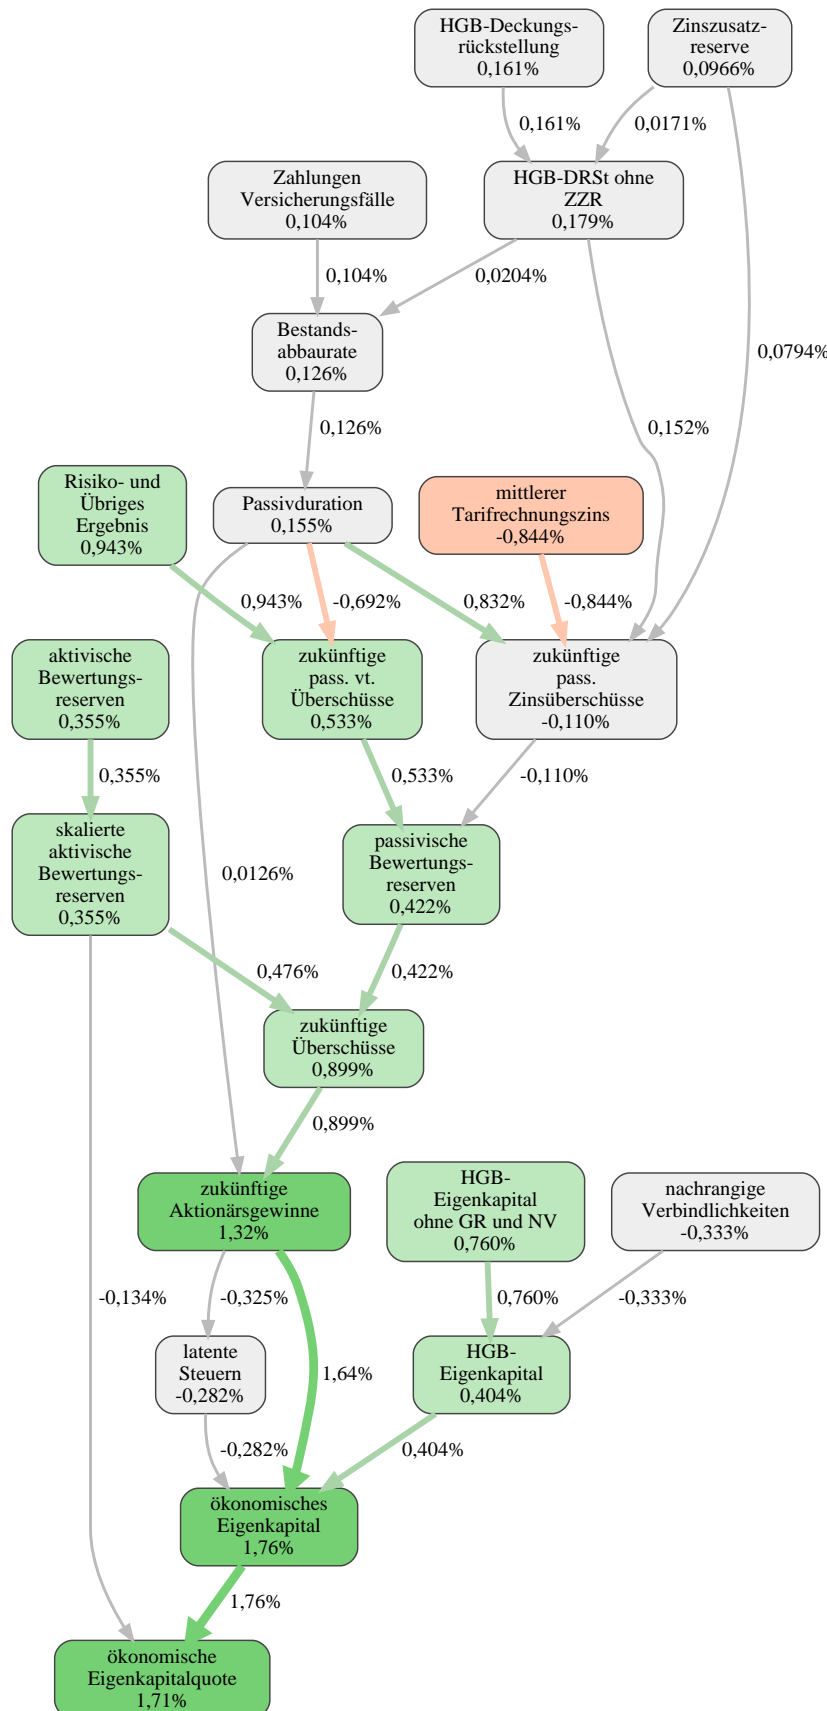 HGB-Deckungs-
rückstellung
0,161%
Zinszusatz-
reserve
0,0966%
0,161%
0,0171%
Zahlungen
Versicherungsfälle
0,104%
HGB-DRSt ohne
ZZR
0,179%
0,104%
0,0204%
0,0794%
Bestands-
abbaurate
0,126%
0,126%
0,152%
Risiko- und
Übriges
Ergebnis
0,943%
Passivduration
0,155%
mittlerer
Tarifrechnungszins
-0,844%
0,943%
-0,692%
0,832%
-0,844%
aktivische
Bewertungs-
reserven
0,355%
zukünftige
pass. vt.
Überschüsse
0,533%
zukünftige
pass.
Zinsüberschüsse
-0,110%
0,355%
0,533%
-0,110%
skalierte
aktivische
Bewertungs-
reserven
0,355%
0,0126%
passivische
Bewertungs-
reserven
0,422%
0,476%
0,422%
zukünftige
Überschüsse
0,899%
0,899%
zukünftige
Aktionärsgewinne
1,32%
HGB-
Eigenkapital
ohne GR und NV
0,760%
nachrangige
Verbindlichkeiten
-0,333%
-0,134%
-0,325%
0,760%
-0,333%
latente
Steuern
-0,282%
1,64%
HGB-
Eigenkapital
0,404%
-0,282%
0,404%
ökonomisches
Eigenkapital
1,76%
1,76%
ökonomische
Eigenkapitalquote
1,71%